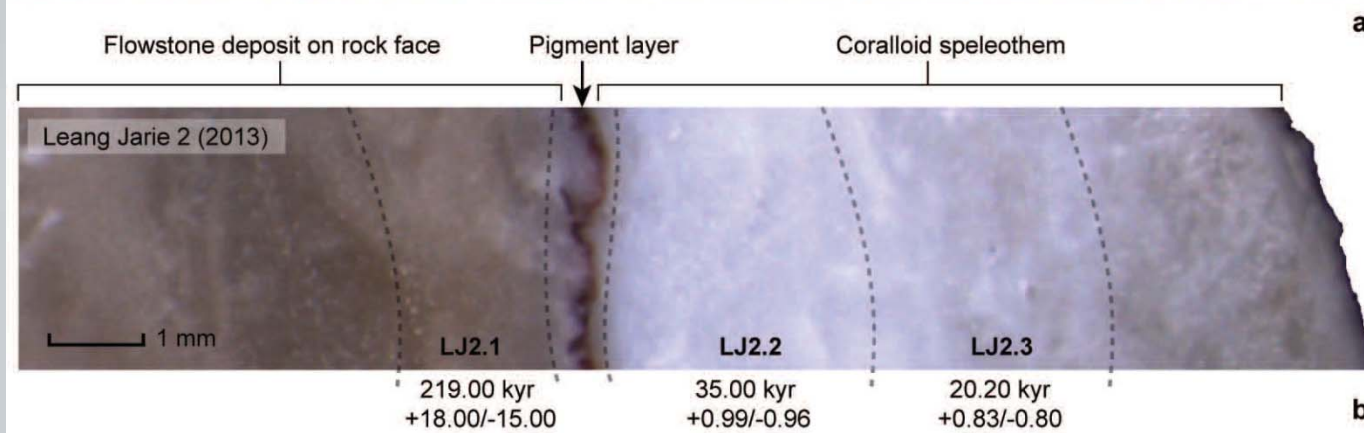 a
Flowstone deposit on rock face Pigment layer Coralloid speleothem
Leang Jarie 2 (2013)
1 mm
LJ2.1 LJ2.2 LJ2.3
219.00 kyr 35.00 kyr 20.20 kyr
+18.00/-15.00 +0.99/-0.96 +0.83/-0.80
b